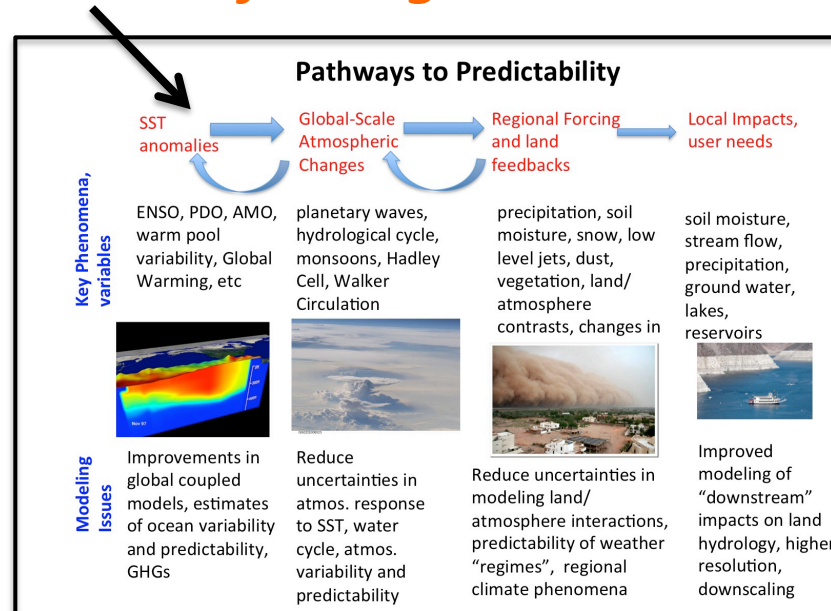 Pathways to Predictability
SST
anomalies
Global-Scale
Atmospheric
Changes
Regional Forcing
and land
feedbacks
Local Impacts,
user needs
Key Phenomena,
variables
ENSO, PDO, AMO,
warm pool
variability, Global
Warming, etc
planetary waves,
hydrological cycle,
monsoons, Hadley
Cell, Walker
Circulation
precipitation, soil
moisture, snow, low
level jets, dust,
vegetation, land/
atmosphere
contrasts, changes in
soil moisture,
stream flow,
precipitation,
ground water,
lakes,
reservoirs
Nov 97
Modeling
Issues
Improvements in
global coupled
models, estimates
of ocean variability
and predictability,
GHGs
Reduce
uncertainties in
atmos. response
to SST, water
cycle, atmos.
variability and
predictability
Reduce uncertainties in
modeling land/
atmosphere interactions,
predictability of weather
"regimes", regional
climate phenomena
Improved
modeling of
"downstream"
impacts on land
hydrology, higher
resolution,
downscaling